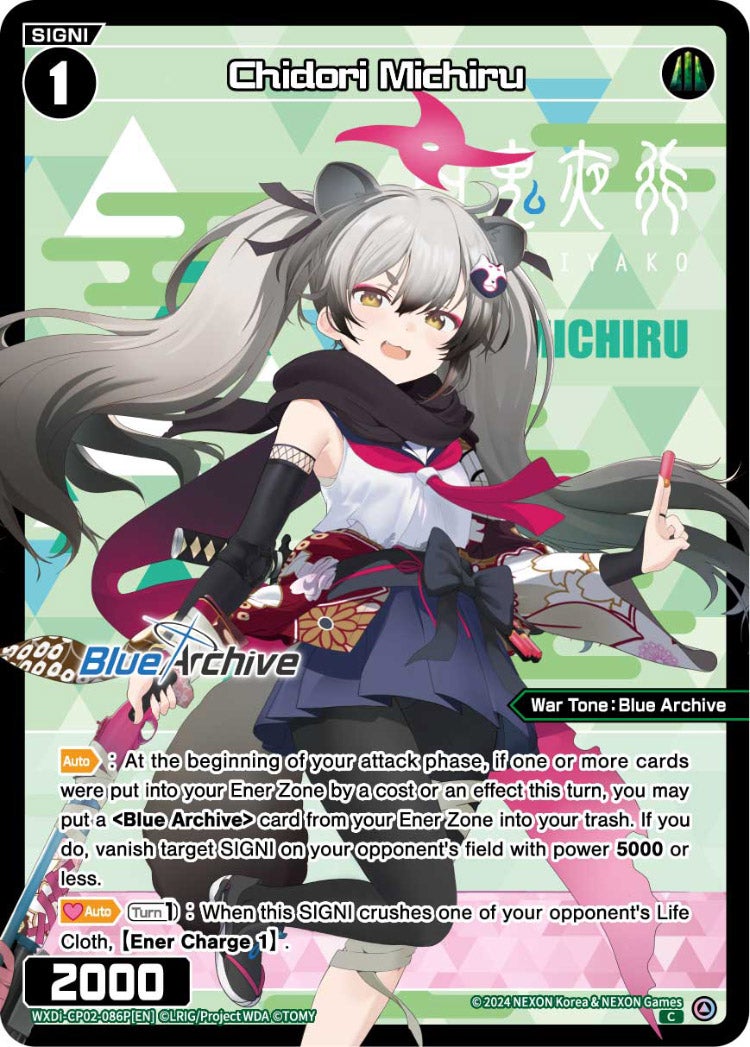 SIGNI
1
Chidori Michiru
鬼夜行
IYAKO
MICHIRU
Blue Archive
War Tone:Blue Archive
Auto : At the beginning of your attack phase, if one or more cards
were put into your Ener Zone by a cost or an effect this turn, you may
put a <Blue Archive> card from your Ener Zone into your trash. If you
do, vanish target SIGNI on your opponent's field with power 5000 or
less.
Auto Turn 1 : When this SIGNI crushes one of your opponent's Life
Cloth, 【Ener Charge 1】.
2000
WXDi-CP02-086P[EN] ©LRIG/Project WDA ©TOMY
©2024 NEXON Korea & NEXON Games
C